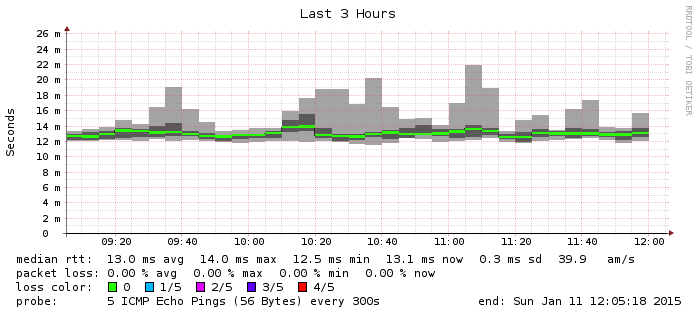 Last 3 Hours
RRDTOOL / TOBI OETIKER
Seconds
26 m
24 m
22 m
20 m
18 m
16 m
14 m
12 m
10 m
8 m
6 m
4 m
2 m
0
09:20 09:40 10:00 10:20 10:40 11:00 11:20 11:40 12:00
median rtt: 13.0 ms avg 14.0 ms max 12.5 ms min 13.1 ms now 0.3 ms sd 39.9 am/s
packet loss: 0.00 % avg 0.00 % max 0.00 % min 0.00 % now
loss color: 0 1/5 2/5 3/5 4/5
probe: 5 ICMP Echo Pings (56 Bytes) every 300s end: Sun Jan 11 12:05:18 2015